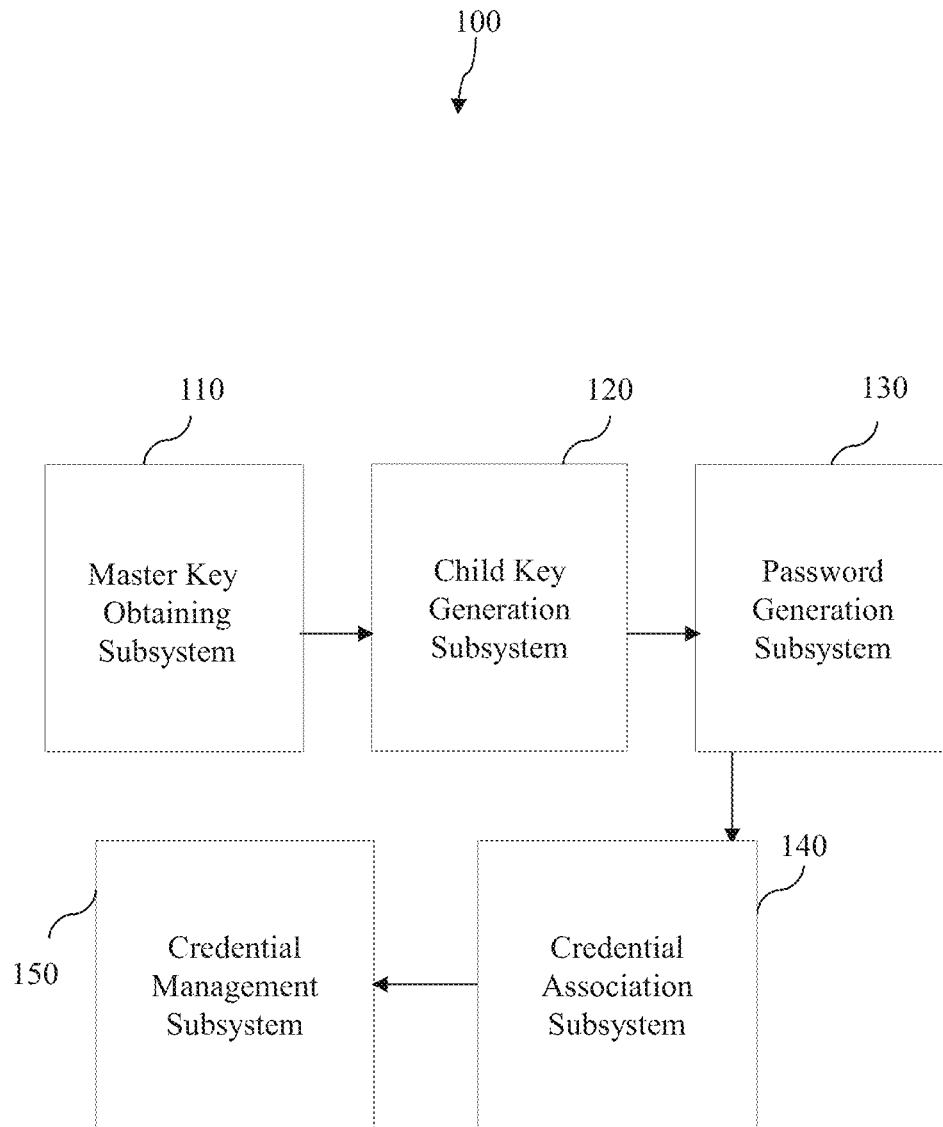 100
110
120
130
Master Key
Obtaining
Subsystem
Child Key
Generation
Subsystem
Password
Generation
Subsystem
140
150
Credential
Management
Subsystem
Credential
Association
Subsystem